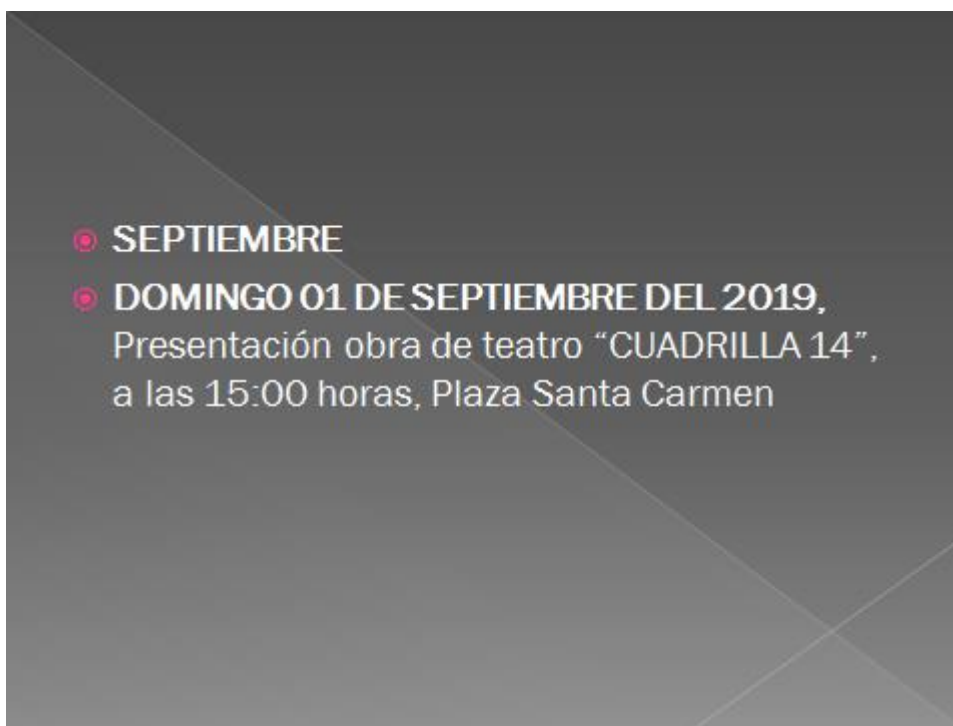 SEPTIEMBRE
DOMINGO 01 DE SEPTIEMBRE DEL 2019,
Presentación obra de teatro “CUADRILLA 14”,
a las 15:00 horas, Plaza Santa Carmen